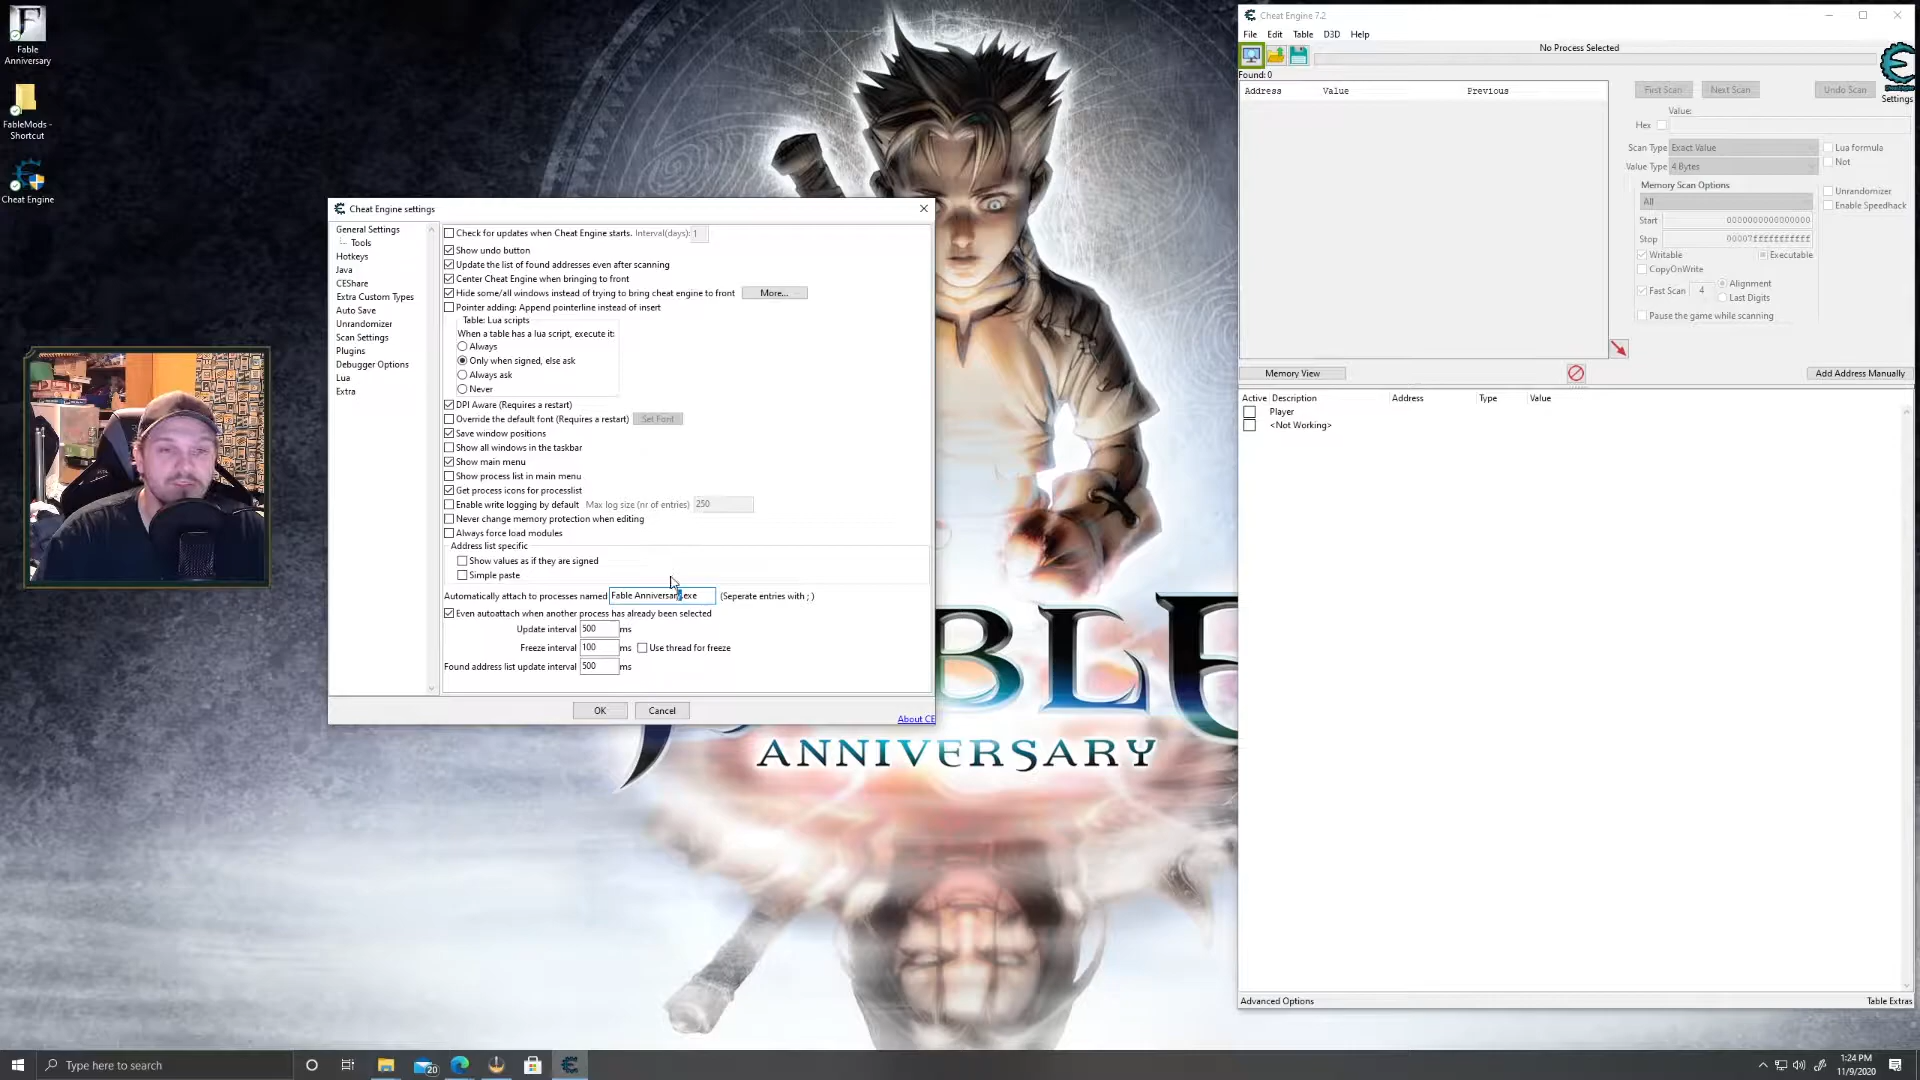 Fable
Anniversary
FableMods -
Shortcut
Cheat Engine
Cheat Engine settings
General Settings
Tools
Hotkeys
Java
CEShare
Extra Custom Types
Auto Save
Unrandomizer
Scan Settings
Plugins
Debugger Options
Lua
Extra
Check for updates when Cheat Engine starts. Interval(days): 1
Show undo button
Update the list of found addresses even after scanning
Center Cheat Engine when bringing to front
Hide some/all windows instead of trying to bring cheat engine to front More...
Pointer adding: Append pointerline instead of insert
Table: Lua scripts
When a table has a lua script, execute it:
Always
Only when signed, else ask
Always ask
Never
DPI Aware (Requires a restart)
Override the default font (Requires a restart) Set Font
Save window positions
Show all windows in the taskbar
Show main menu
Show process list in main menu
Get process icons for processlist
Enable write logging by default Max log size (nr of entries) 250
Never change memory protection when editing
Always force load modules
Address list specific
Show values as if they are signed
Simple paste
Automatically attach to processes named Fable Anniversary.exe (Seperate entries with ; )
Even autoattach when another process has already been selected
Update interval 500 ms
Freeze interval 100 ms Use thread for freeze
Found address list update interval 500 ms
OK Cancel
About CE
ANNIVERSARY
Cheat Engine 7.2
File Edit Table D3D Help
No Process Selected
Found: 0
Address Value Previous
First Scan Next Scan Undo Scan
Settings
Value:
Hex
Scan Type Exact Value Lua formula
Not
Value Type 4 Bytes
Memory Scan Options
All
Unrandomizer
Enable Speedhack
Start 0000000000000000
Stop 00007fffffffffff
Writable Executable
CopyOnWrite
Fast Scan 4 Alignment
Last Digits
Pause the game while scanning
Memory View Add Address Manually
Active Description Address Type Value
Player
<Not Working>
Advanced Options Table Extras
Type here to search
20
1:24 PM
11/9/2020